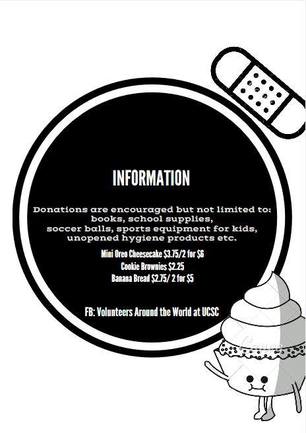 INFORMATION
Donations are encouraged but not limited to:
books, school supplies,
soccer balls, sports equipment for kids,
unopened hygiene products etc.
Mini Oreo Cheesecake $3.75/2 for $6
Cookie Brownies $2.25
Banana Bread $2.75/ 2 for $5
FB: Volunteers Around the World at UCSC